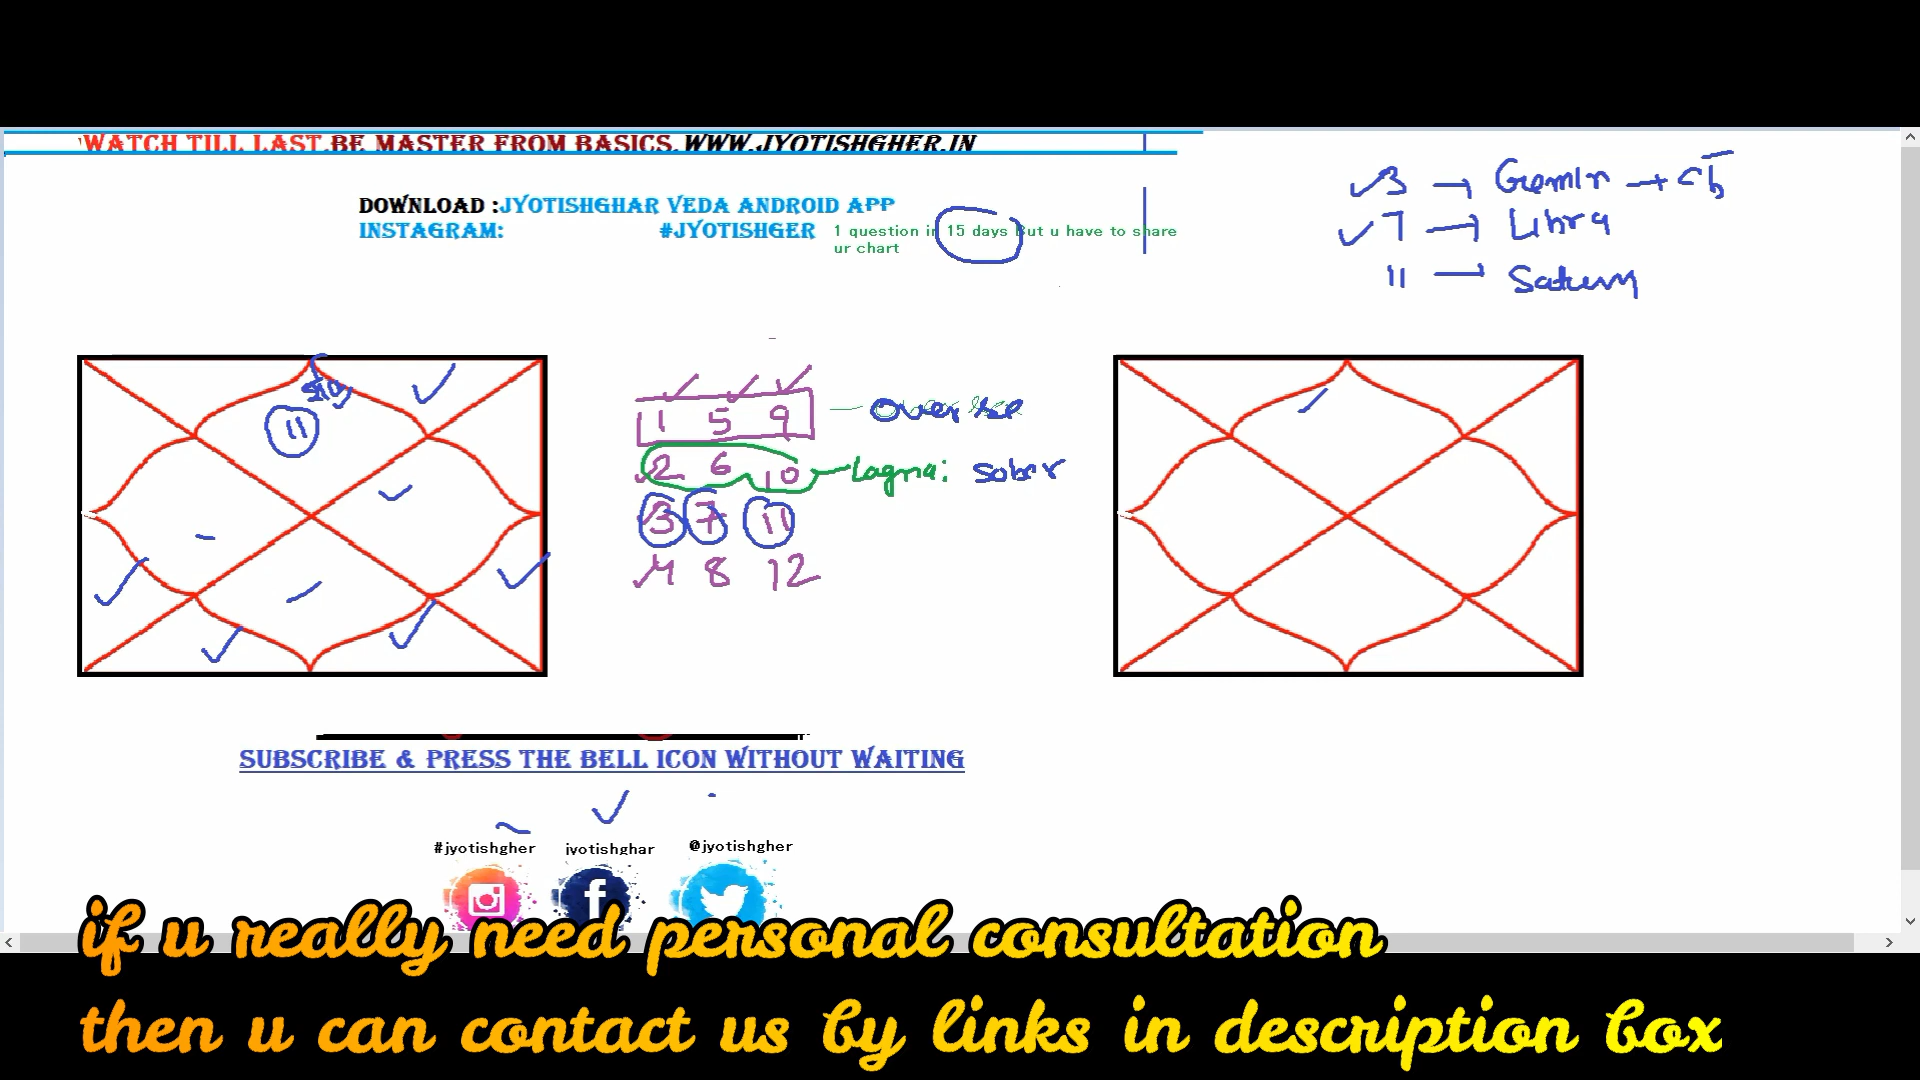 WATCH TILL LAST.BE MASTER FROM BASICS.WWW.JYOTISHGHER.IN
3 → Gemin →
DOWNLOAD :JYOTISHGHAR VEDA ANDROID APP
7 → Libra
INSTAGRAM: #JYOTISHGER
1 question in 15 days But u have to share
ur chart
11 → Saturn
11
1 5 9
2 6 10 Lagna: sober
3 7 11
4 8 12
SUBSCRIBE & PRESS THE BELL ICON WITHOUT WAITING
#jyotishgher jyotishghar @jyotishgher
if u really need personal consultation
then u can contact us by links in description box